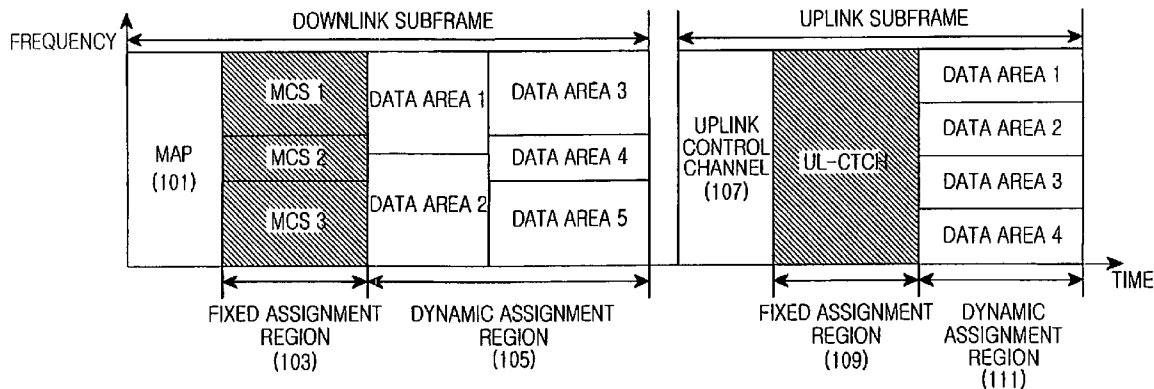 DOWNLINK SUBFRAME
UPLINK SUBFRAME
FREQUENCY
MAP
(101)
MCS 1
MCS 2
MCS 3
DATA AREA 1
DATA AREA 2
DATA AREA 3
DATA AREA 4
DATA AREA 5
UPLINK
CONTROL
CHANNEL
(107)
UL-CTCH
DATA AREA 1
DATA AREA 2
DATA AREA 3
DATA AREA 4
TIME
FIXED ASSIGNMENT
REGION
(103)
DYNAMIC ASSIGNMENT
REGION
(105)
FIXED ASSIGNMENT
REGION
(109)
DYNAMIC
ASSIGNMENT
REGION
(111)